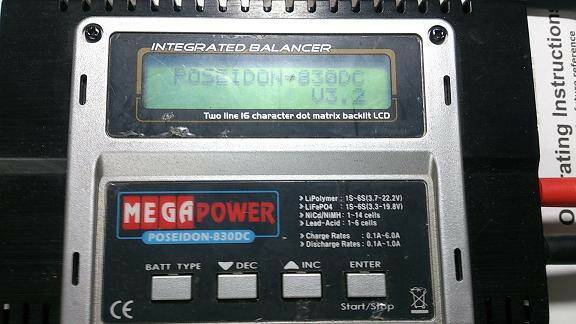 INTEGRATED BALANCER
POSEIDON-830DC
V3.2
Two line 16 character dot matrix backlit LCD
MEGAPOWER
POSEIDON-830DC
> LiPolymer : 1S~6S(3.7~22.2V)
> LiFePO4 : 1S~6S(3.3~19.8V)
> NiCd/NiMH : 1~14 cells
> Lead-Acid : 1~6 cells
> Charge Rates : 0.1A~6.0A
> Discharge Rates : 0.1A~1.0A
BATT TYPE
▼DEC
▲INC
ENTER
Start/Stop
CE
rating Instructions
reference